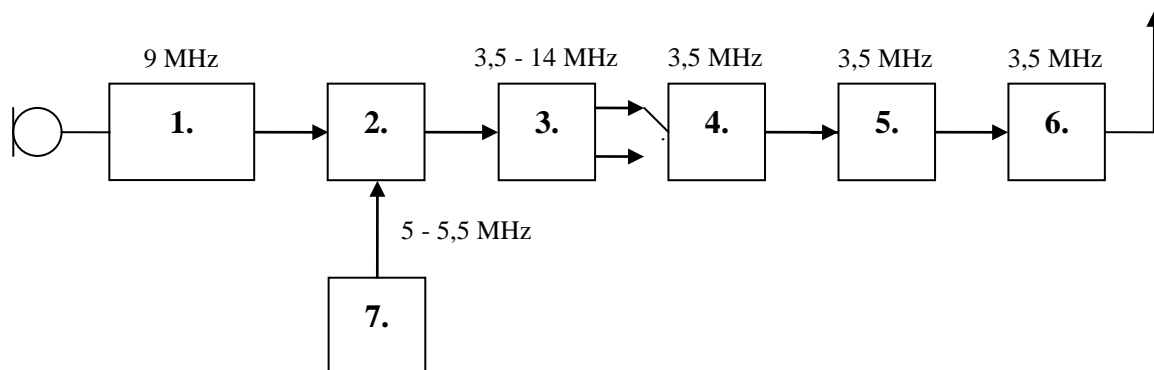 9 MHz
3,5 - 14 MHz
3,5 MHz
3,5 MHz
3,5 MHz
1.
2.
3.
4.
5.
6.
5 - 5,5 MHz
7.